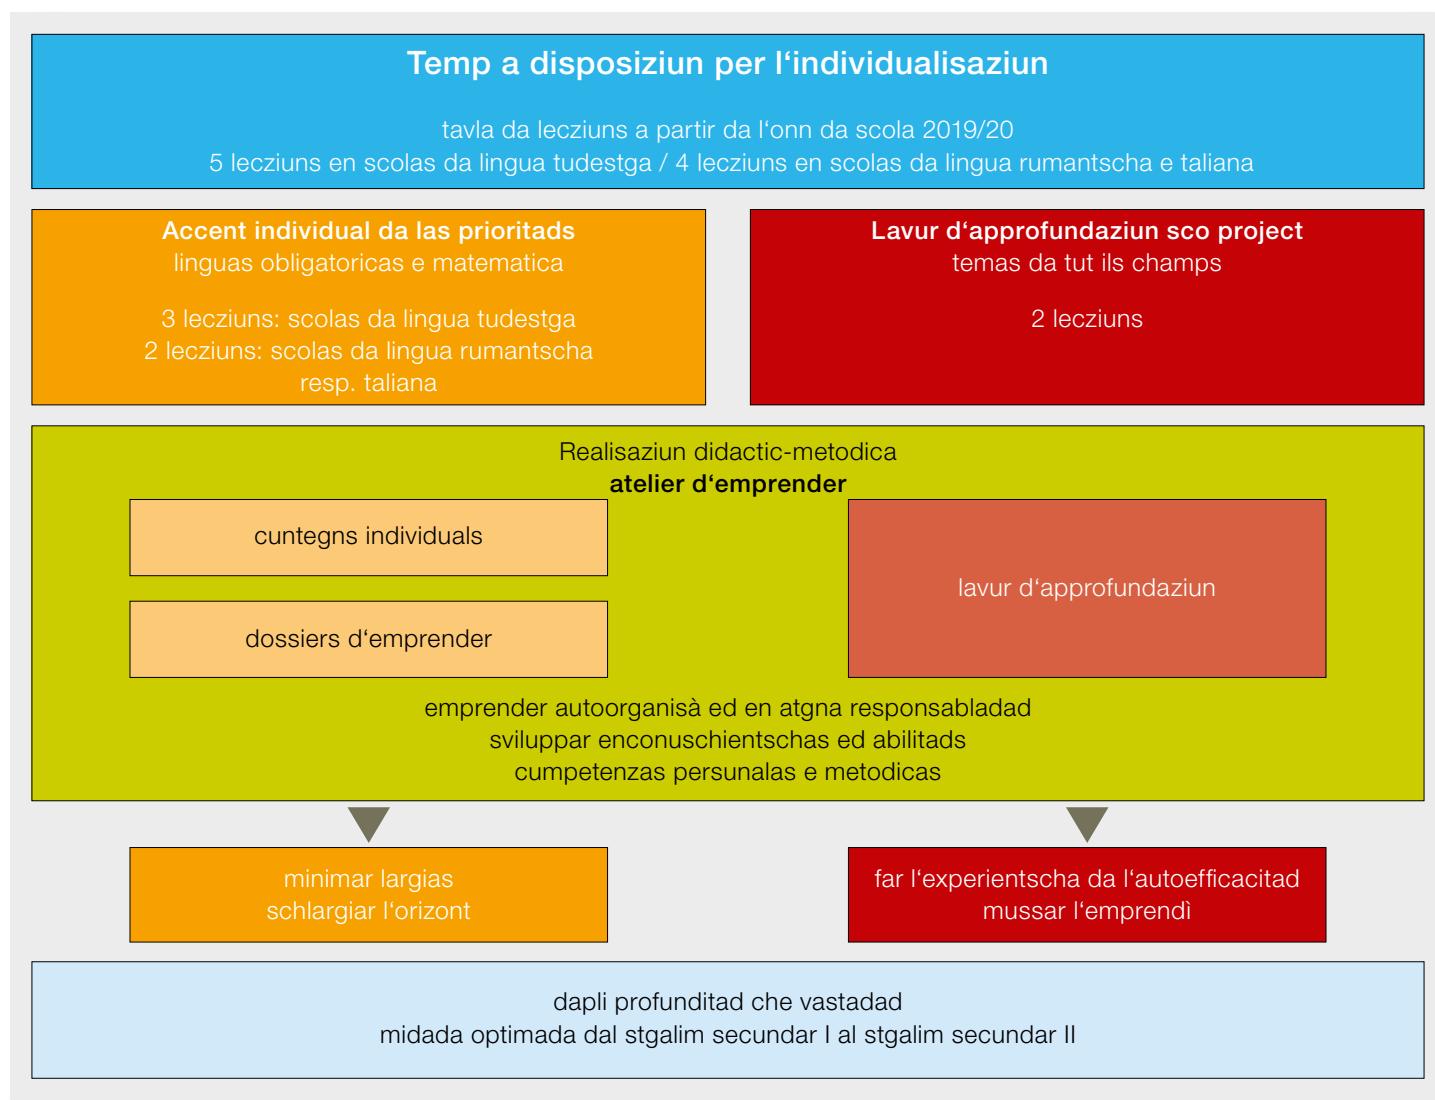 Temp a disposiziun per l‘individualisaziun
tavla da lecziuns a partir da l‘onn da scola 2019/20
5 lecziuns en scolas da lingua tudestga / 4 lecziuns en scolas da lingua rumantscha e taliana
Accent individual da las prioritads
linguas obligatoricas e matematica
3 lecziuns: scolas da lingua tudestga
2 lecziuns: scolas da lingua rumantscha
resp. taliana
Lavur d‘approfundaziun sco project
temas da tut ils champs
2 lecziuns
Realisaziun didactic-metodica
atelier d‘emprender
cuntegns individuals
dossiers d‘emprender
lavur d‘approfundaziun
emprender autoorganisà ed en atgna responsabladad
sviluppar enconuschientschas ed abilitads
cumpetenzas persunalas e metodicas
minimar largias
schlargiar l‘orizont
far l‘experientscha da l‘autoefficacitad
mussar l‘emprendì
dapli profunditad che vastadad
midada optimada dal stgalim secundar I al stgalim secundar II